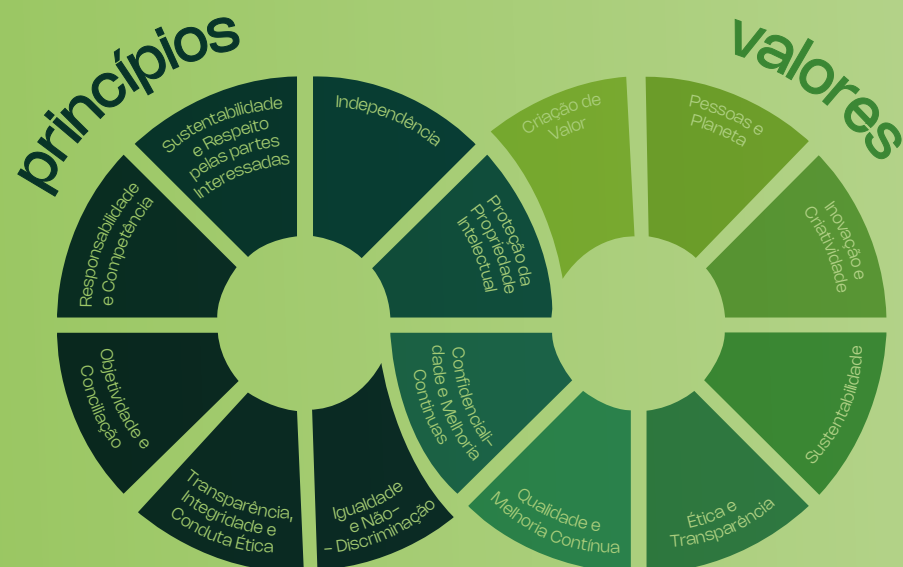 princípios
valores
Sustentabilidade
e Respeito
pelas partes
Interessadas
Independência
Proteção da
Propriedade
Intelectual
Confidenciali-
dade e Melhoria
Contínuas
Igualdade
e Não-
– Discriminação
Transparência,
Integridade e
Conduta Ética
Objetividade e
Conciliação
Responsabilidade
e Competência
Criação de
Valor
Pessoas e
Planeta
Inovação e
Criatividade
Sustentabilidade
Ética e
Transparência
Qualidade e
Melhoria Contínua